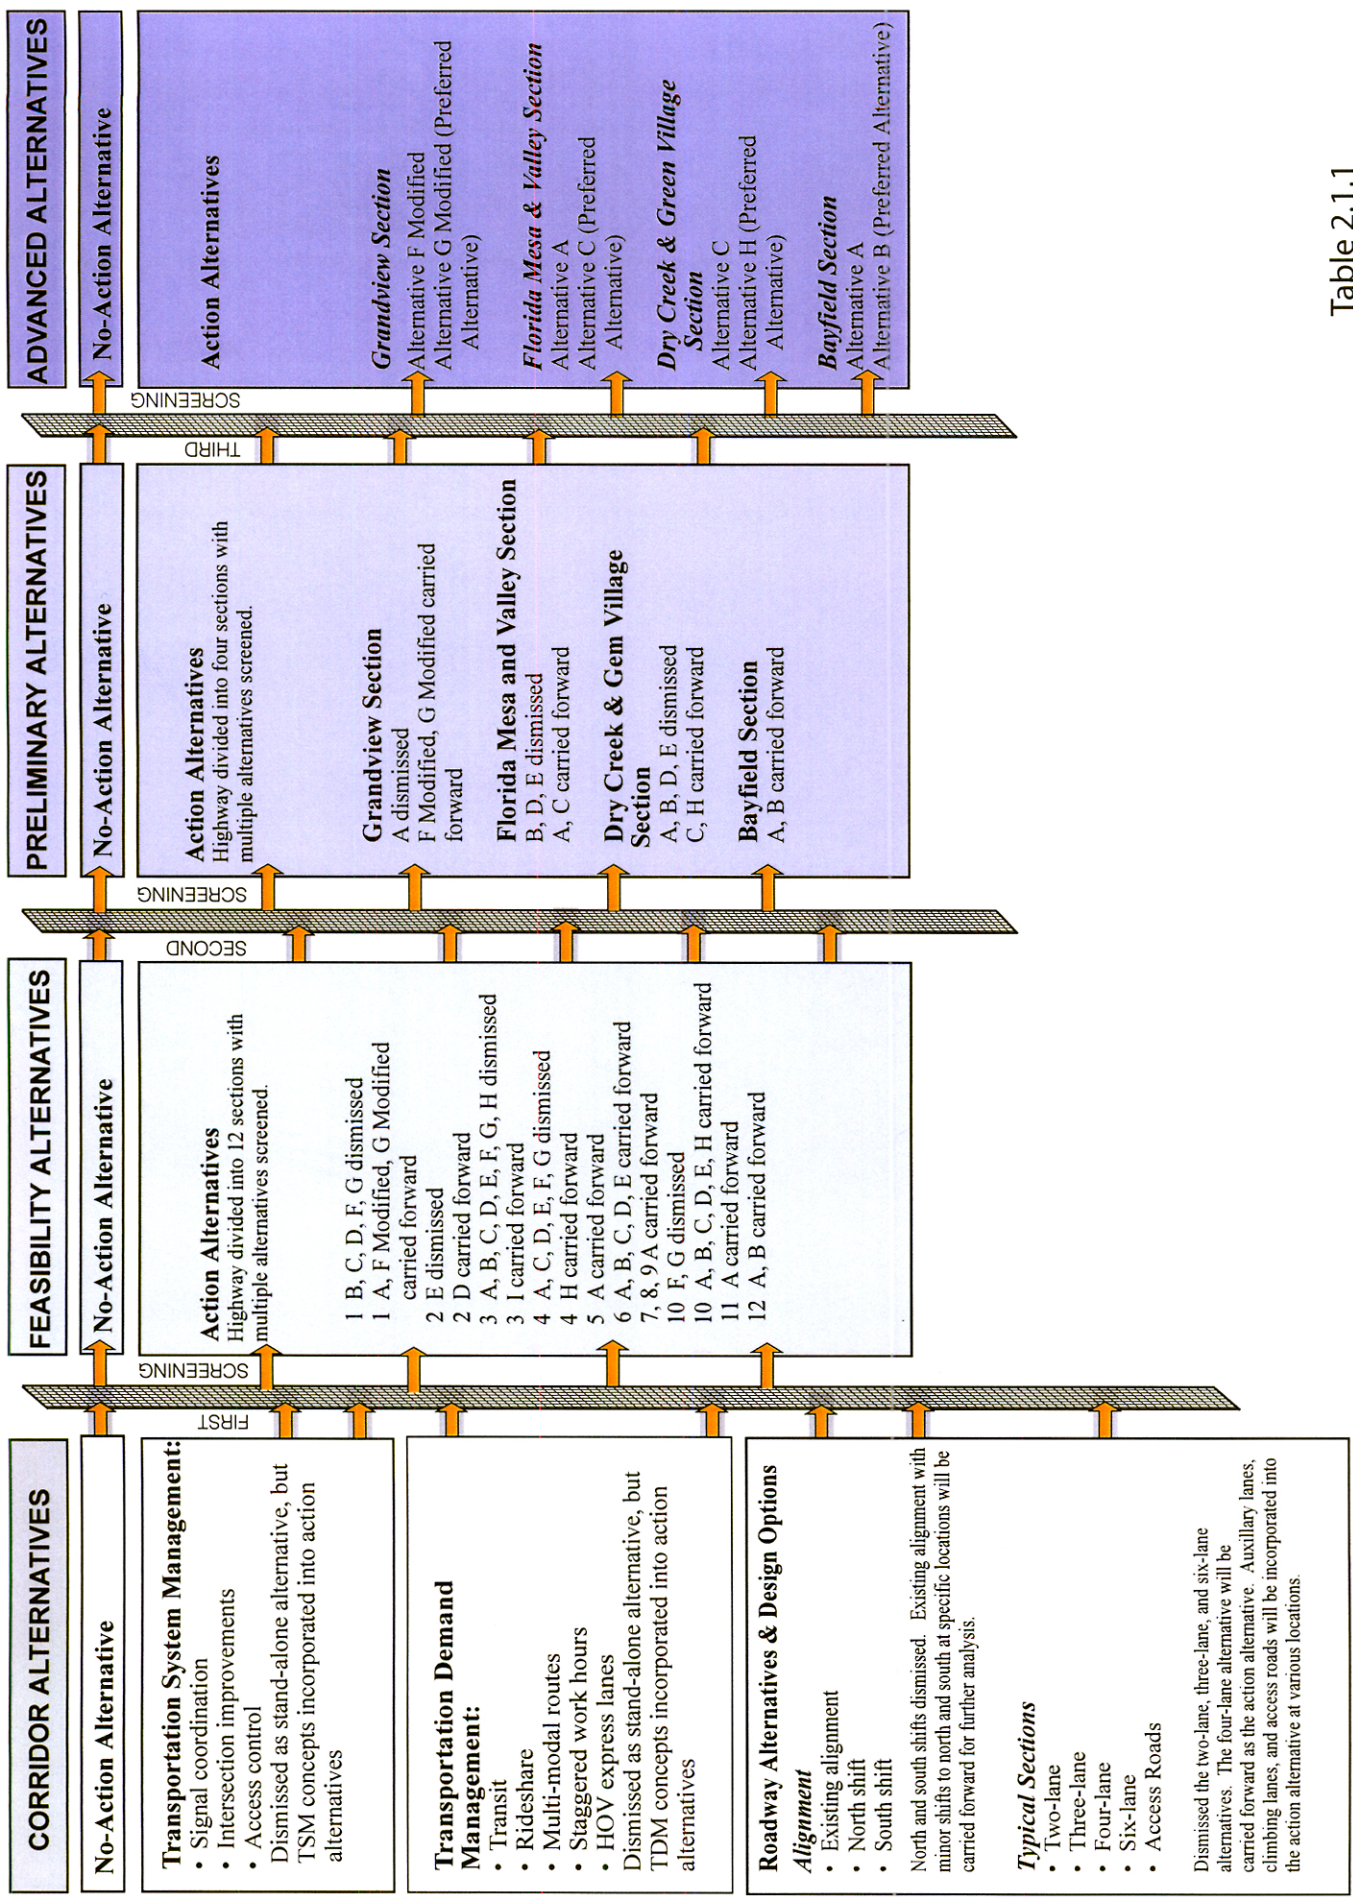 CORRIDOR ALTERNATIVES
No-Action Alternative
Transportation System Management:
• Signal coordination
• Intersection improvements
• Access control
Dismissed as stand-alone alternative, but
TSM concepts incorporated into action
alternatives
Transportation Demand
Management:
• Transit
• Rideshare
• Multi-modal routes
• Staggered work hours
• HOV express lanes
Dismissed as stand-alone alternative, but
TDM concepts incorporated into action
alternatives
Roadway Alternatives & Design Options
Alignment
• Existing alignment
• North shift
• South shift
North and south shifts dismissed. Existing alignment with
minor shifts to north and south at specific locations will be
carried forward for further analysis.
Typical Sections
• Two-lane
• Three-lane
• Four-lane
• Six-lane
• Access Roads
Dismissed the two-lane, three-lane, and six-lane
alternatives. The four-lane alternative will be
carried forward as the action alternative. Auxillary lanes,
climbing lanes, and access roads will be incorporated into
the action alternative at various locations.
FIRST
SCREENING
FEASIBILITY ALTERNATIVES
No-Action Alternative
Action Alternatives
Highway divided into 12 sections with
multiple alternatives screened.
1 B, C, D, F, G dismissed
1 A, F Modified, G Modified
carried forward
2 E dismissed
2 D carried forward
3 A, B, C, D, E, F, G, H dismissed
3 I carried forward
4 A, C, D, E, F, G dismissed
4 H carried forward
5 A carried forward
6 A, B, C, D, E carried forward
7, 8, 9 A carried forward
10 F, G dismissed
10 A, B, C, D, E, H carried forward
11 A carried forward
12 A, B carried forward
SECOND
SCREENING
PRELIMINARY ALTERNATIVES
No-Action Alternative
Action Alternatives
Highway divided into four sections with
multiple alternatives screened.
Grandview Section
A dismissed
F Modified, G Modified carried
forward
Florida Mesa and Valley Section
B, D, E dismissed
A, C carried forward
Dry Creek & Gem Village
Section
A, B, D, E dismissed
C, H carried forward
Bayfield Section
A, B carried forward
THIRD
SCREENING
ADVANCED ALTERNATIVES
No-Action Alternative
Action Alternatives
Grandview Section
Alternative F Modified
Alternative G Modified (Preferred
Alternative)
Florida Mesa & Valley Section
Alternative A
Alternative C (Preferred
Alternative)
Dry Creek & Green Village
Section
Alternative C
Alternative H (Preferred
Alternative)
Bayfield Section
Alternative A
Alternative B (Preferred Alternative)
Table 2.1.1